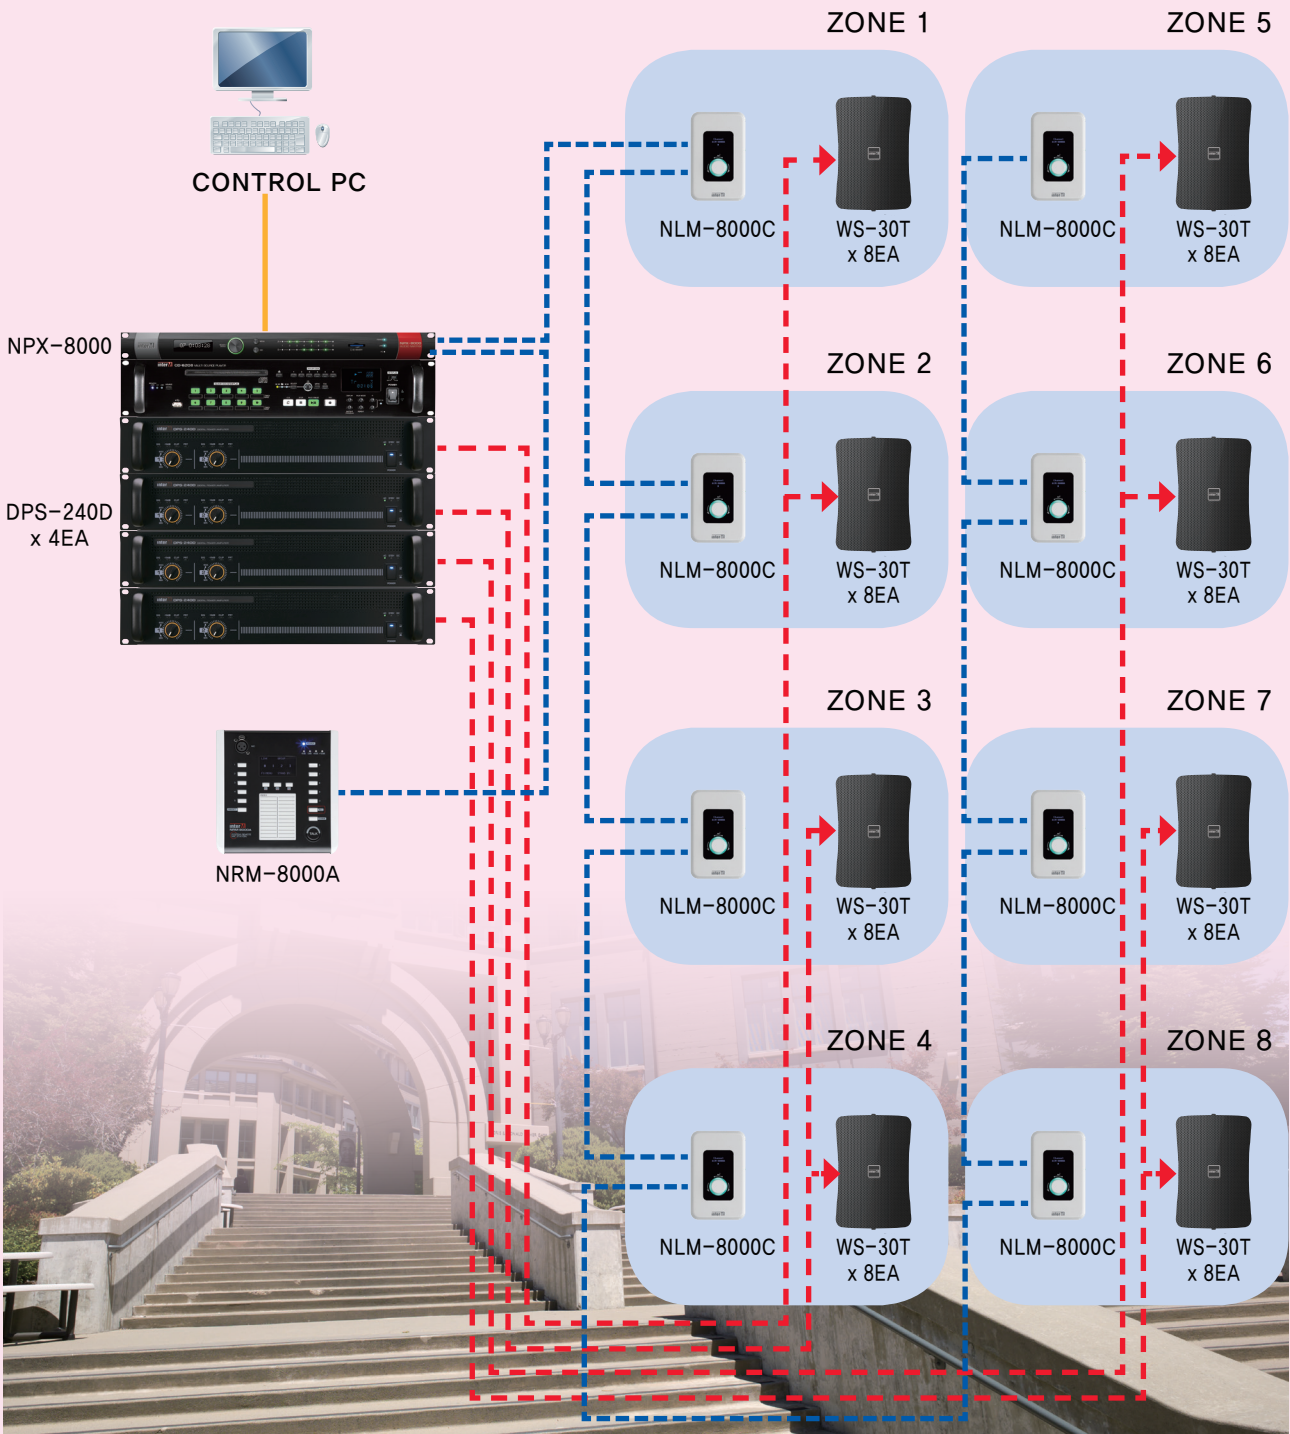 ZONE 1
ZONE 5
CONTROL PC
NLM-8000C
WS-30T
x 8EA
NLM-8000C
WS-30T
x 8EA
NPX-8000
ZONE 2
ZONE 6
DPS-240D
x 4EA
NLM-8000C
WS-30T
x 8EA
NLM-8000C
WS-30T
x 8EA
ZONE 3
ZONE 7
NRM-8000A
NLM-8000C
WS-30T
x 8EA
NLM-8000C
WS-30T
x 8EA
ZONE 4
ZONE 8
NLM-8000C
WS-30T
x 8EA
NLM-8000C
WS-30T
x 8EA